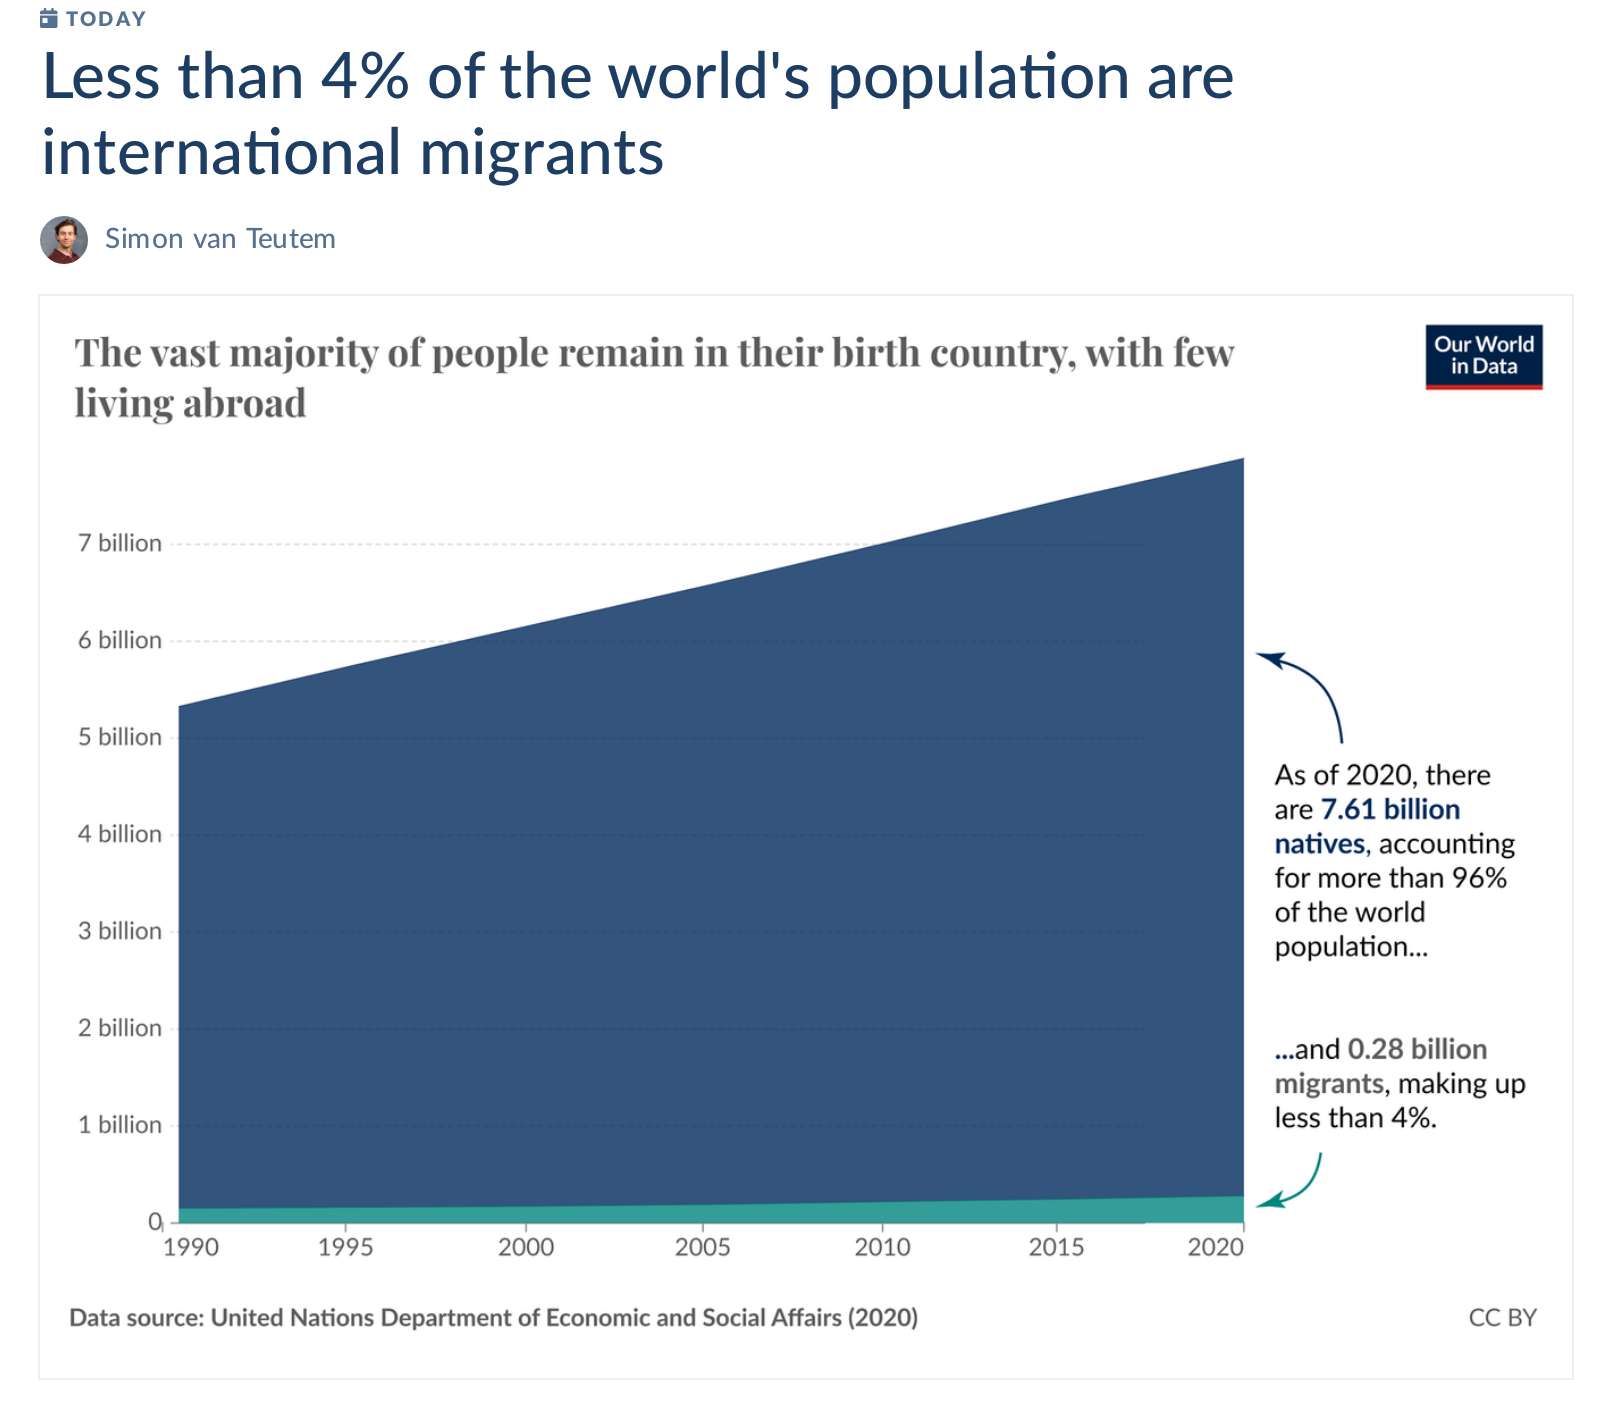 TODAY
Less than 4% of the world's population are
international migrants
Simon van Teutem
The vast majority of people remain in their birth country, with few
living abroad
Our World
in Data
7 billion
6 billion
5 billion
4 billion
3 billion
2 billion
1 billion
0
1990
1995
2000
2005
2010
2015
2020
As of 2020, there
are 7.61 billion
natives, accounting
for more than 96%
of the world
population...
...and 0.28 billion
migrants, making up
less than 4%.
Data source: United Nations Department of Economic and Social Affairs (2020)
CC BY